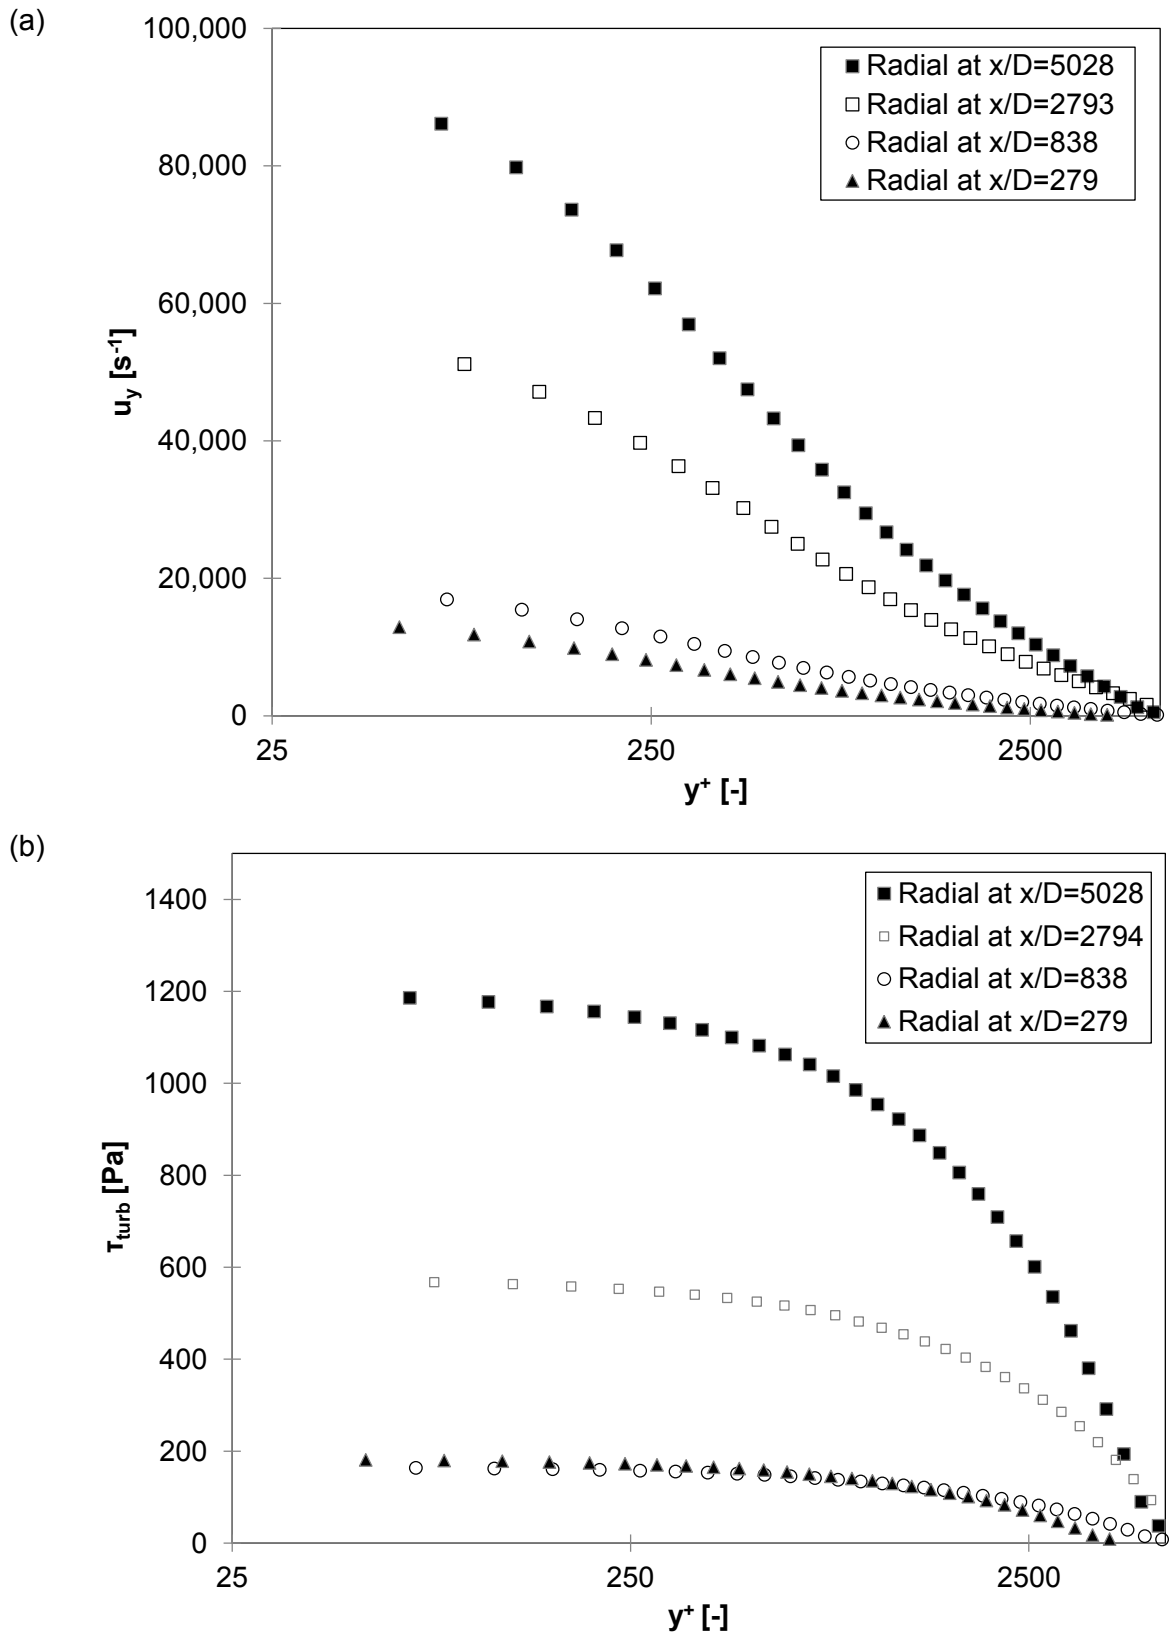 (a)
100,000
80,000
60,000
40,000
20,000
0
uy [s-1]
Radial at x/D=5028
Radial at x/D=2793
Radial at x/D=838
Radial at x/D=279
25
250
2500
y+ [-]
(b)
1400
1200
1000
800
600
400
200
0
τturb [Pa]
Radial at x/D=5028
Radial at x/D=2794
Radial at x/D=838
Radial at x/D=279
25
250
2500
y+ [-]